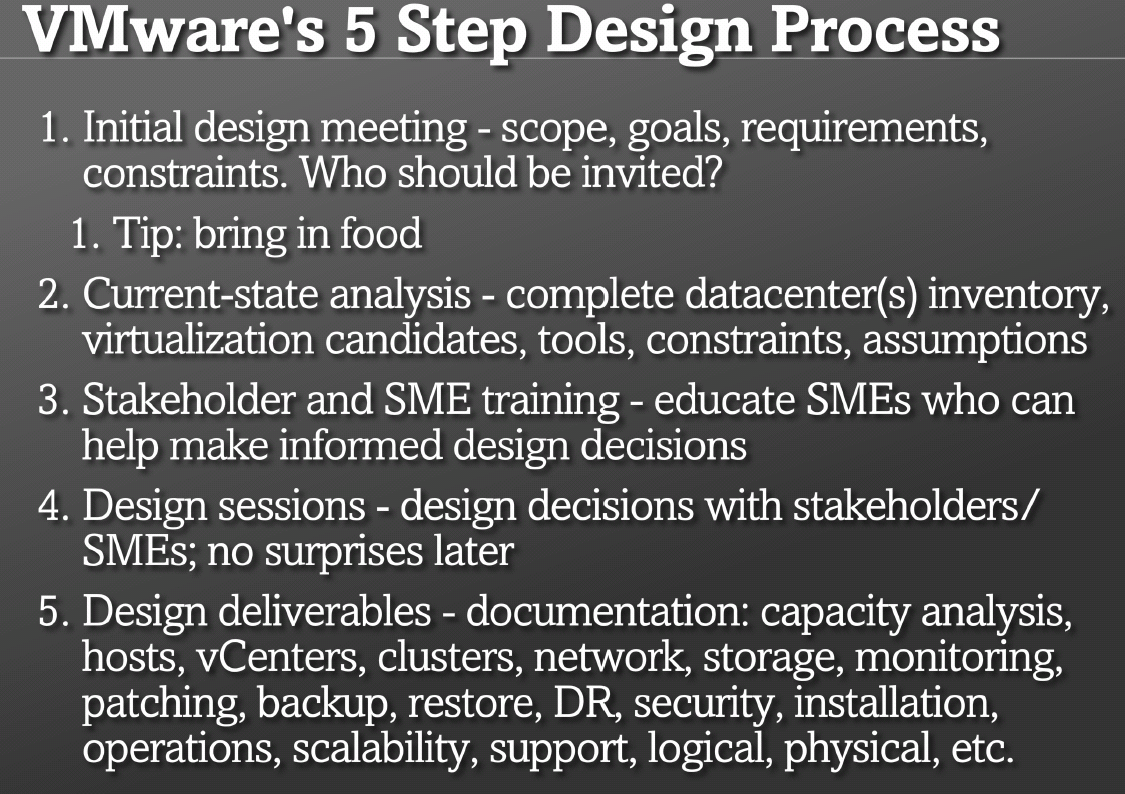 VMware's 5 Step Design Process
1. Initial design meeting - scope, goals, requirements,
constraints. Who should be invited?
1. Tip: bring in food
2. Current-state analysis - complete datacenter(s) inventory,
virtualization candidates, tools, constraints, assumptions
3. Stakeholder and SME training - educate SMEs who can
help make informed design decisions
4. Design sessions - design decisions with stakeholders/
SMEs; no surprises later
5. Design deliverables - documentation: capacity analysis,
hosts, vCenters, clusters, network, storage, monitoring,
patching, backup, restore, DR, security, installation,
operations, scalability, support, logical, physical, etc.